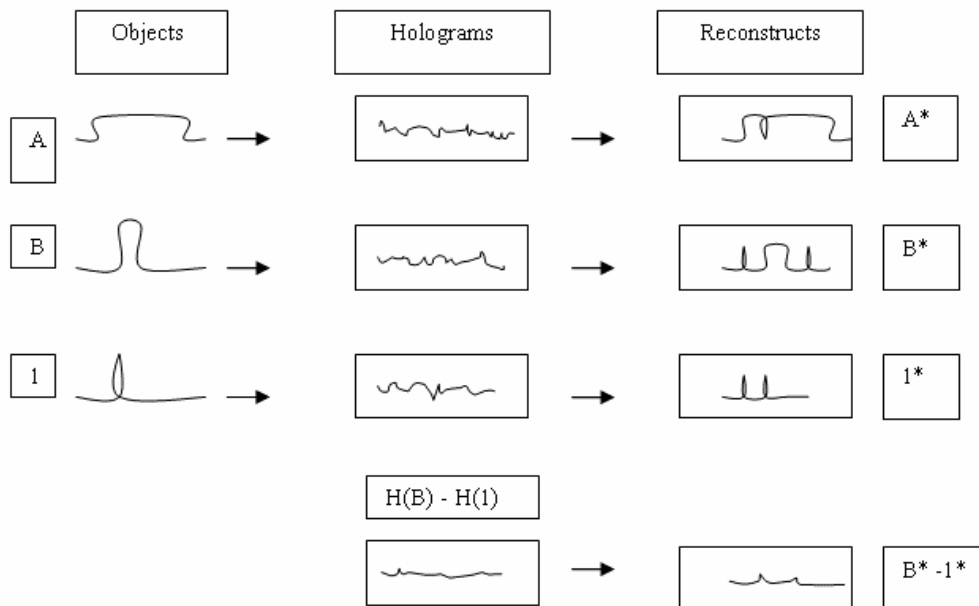 Objects
Holograms
Reconstructs
A
A*
B
B*
1
1*
H(B) - H(1)
B* -1*